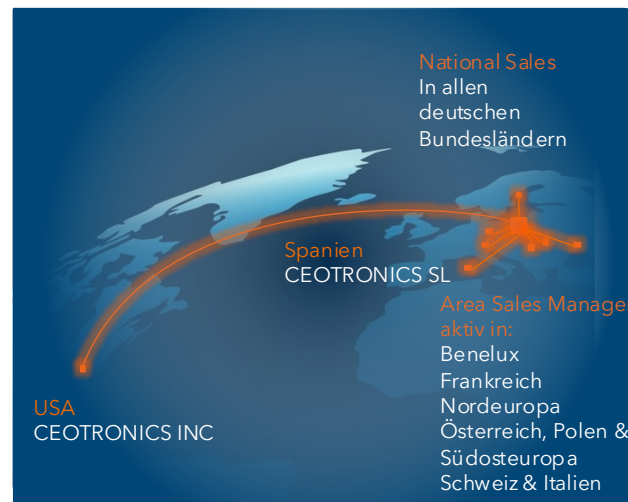 National Sales
In allen
deutschen
Bundesländern
Spanien
CEOTRONICS SL
Area Sales Manage
aktiv in:
Benelux
Frankreich
Nordeuropa
Österreich, Polen &
Südosteuropa
Schweiz & Italien
USA
CEOTRONICS INC